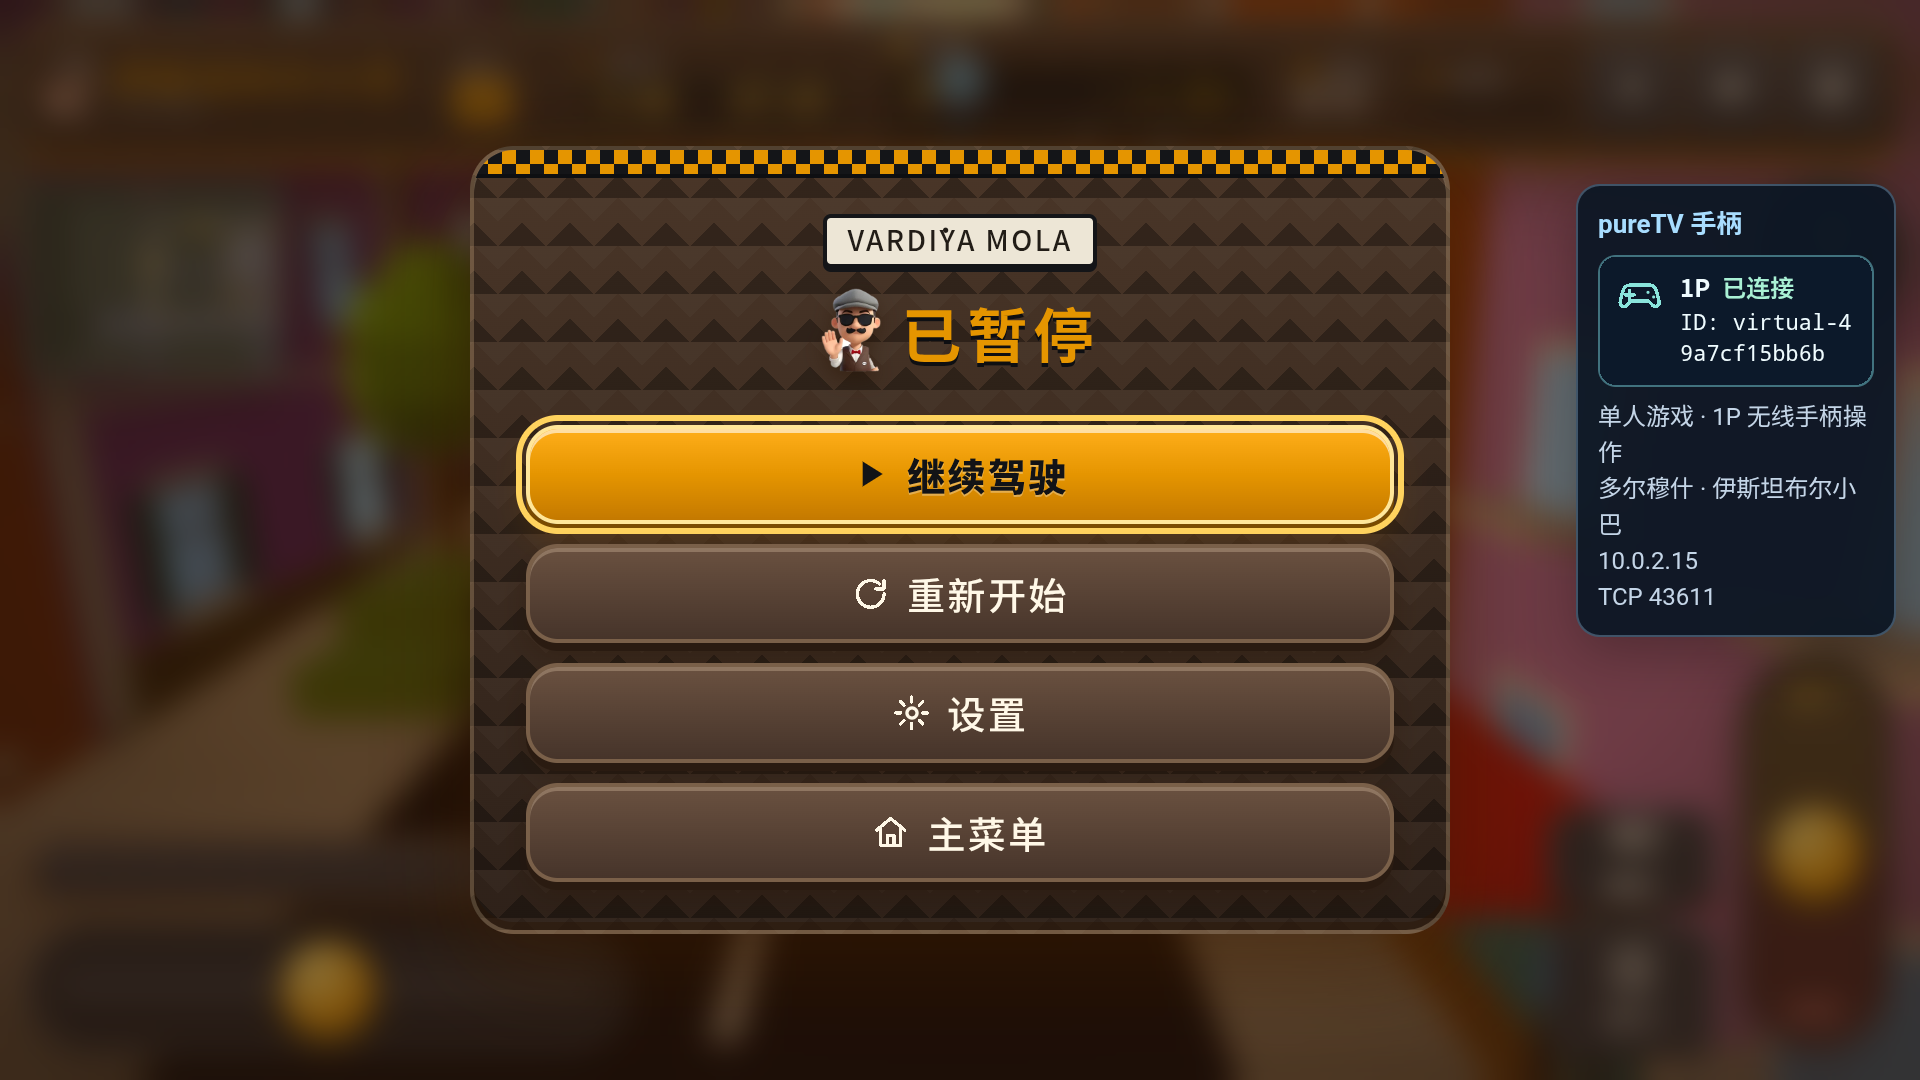 VARDİYA MOLA
已暂停
继续驾驶
重新开始
设置
主菜单
pureTV 手柄
1P 已连接
ID: virtual-4
9a7cf15bb6b
单人游戏 · 1P 无线手柄操
作
多尔穆什 · 伊斯坦布尔小
巴
10.0.2.15
TCP 43611